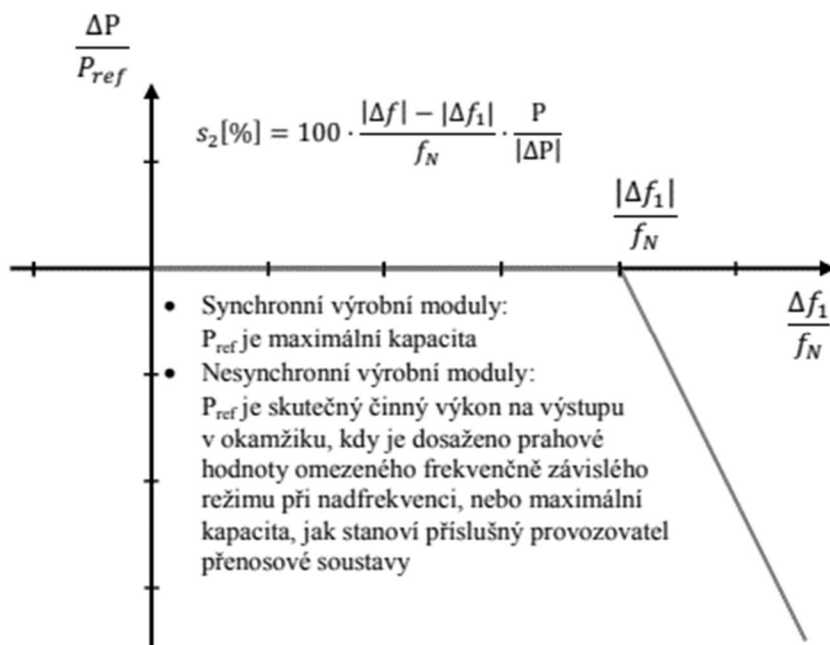 ΔP
P_ref
s₂[%] = 100 · (|Δf| − |Δf₁|)/f_N · P/|ΔP|
|Δf₁|
f_N
Δf₁
f_N
• Synchronní výrobní moduly:
P_ref je maximální kapacita
• Nesynchronní výrobní moduly:
P_ref je skutečný činný výkon na výstupu
v okamžiku, kdy je dosaženo prahové
hodnoty omezeného frekvenčně závislého
režimu při nadfrekvenci, nebo maximální
kapacita, jak stanoví příslušný provozovatel
přenosové soustavy